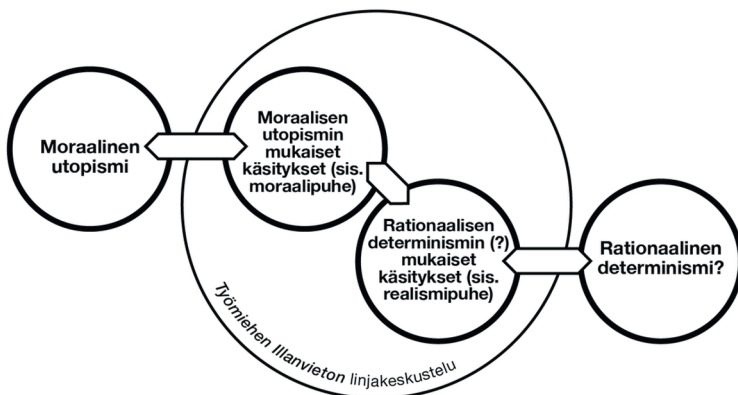 Moraalinen
utopismi
Moraalisen
utopismin
mukaiset
käsitykset (sis.
moraalipuhe)
Rationaalisen
determinismin (?)
mukaiset
käsitykset (sis.
realismipuhe)
Rationaalinen
determinismi?
Työmiehen Illanvieton linjakeskustelu